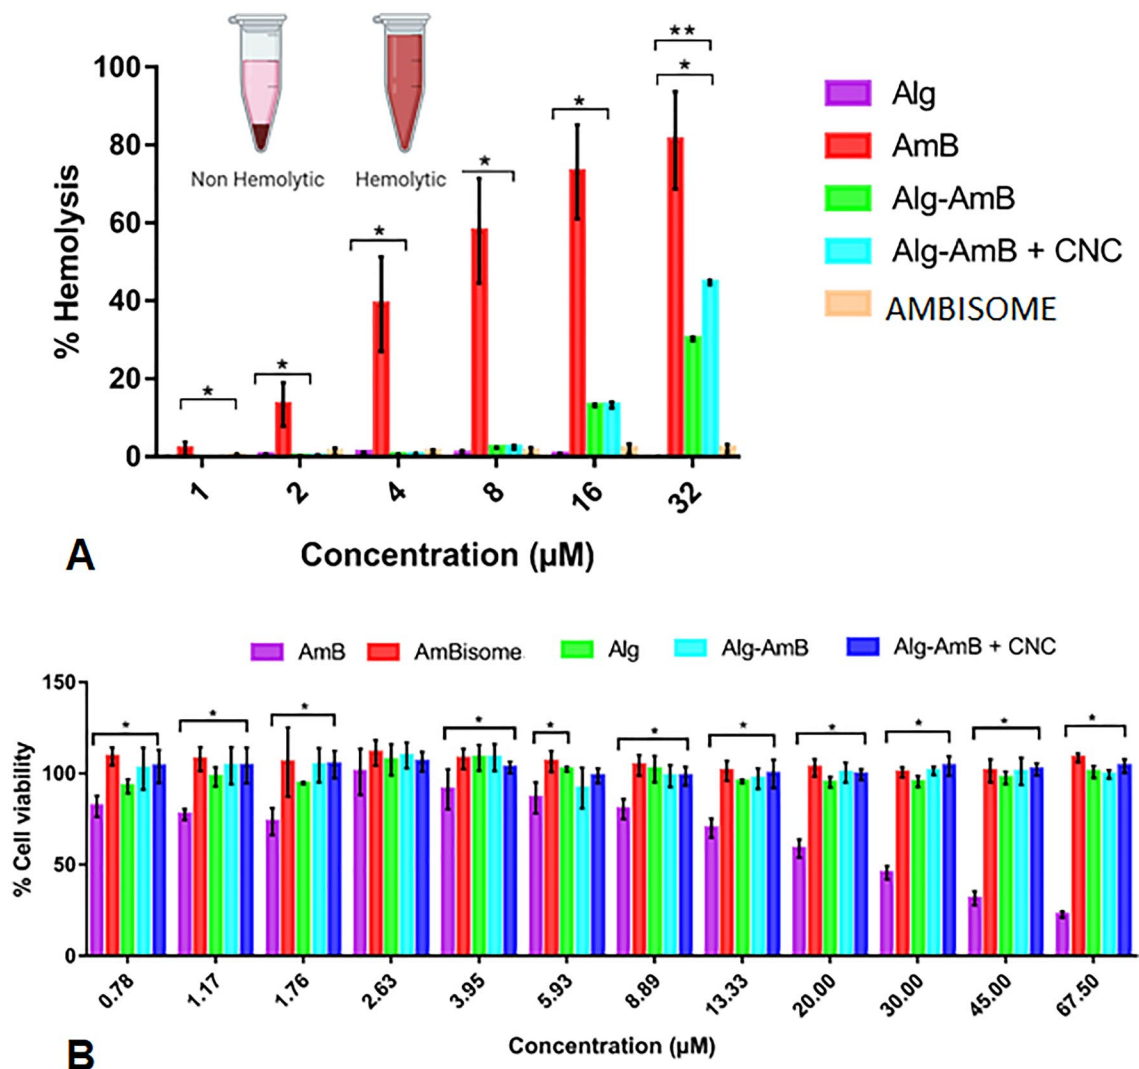 **
*
*
*
*
*
*
100
80
60
40
20
0
% Hemolysis
Non Hemolytic
Hemolytic
Alg
AmB
Alg-AmB
Alg-AmB + CNC
AMBISOME
1
2
4
8
16
32
Concentration (µM)
A
AmB
AmBisome
Alg
Alg-AmB
Alg-AmB + CNC
150
100
50
0
% Cell viability
*
*
*
*
*
*
*
*
*
*
*
0.78
1.17
1.76
2.63
3.95
5.93
8.89
13.33
20.00
30.00
45.00
67.50
Concentration (µM)
B